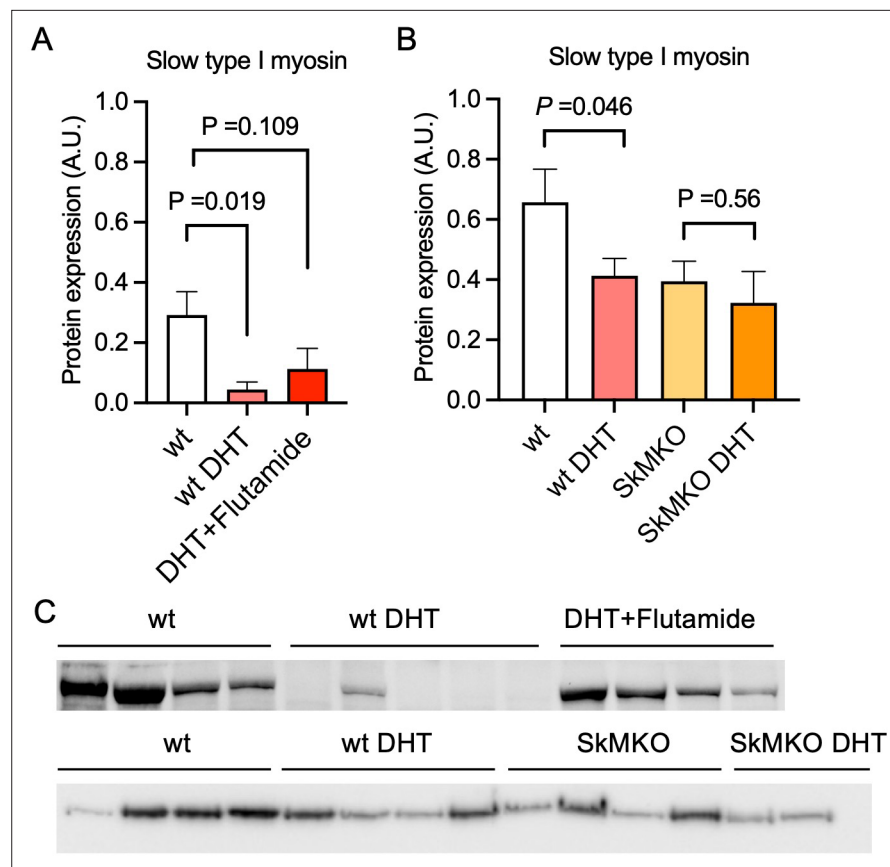 A
Slow type I myosin
Protein expression (A.U.)
1.0
0.8
0.6
0.4
0.2
0.0
P =0.109
P =0.019
wt
wt DHT
DHT+Flutamide
B
Slow type I myosin
Protein expression (A.U.)
1.0
0.8
0.6
0.4
0.2
0.0
P =0.046
P =0.56
wt
wt DHT
SkMKO
SkMKO DHT
C
wt wt DHT DHT+Flutamide
wt wt DHT SkMKO SkMKO DHT